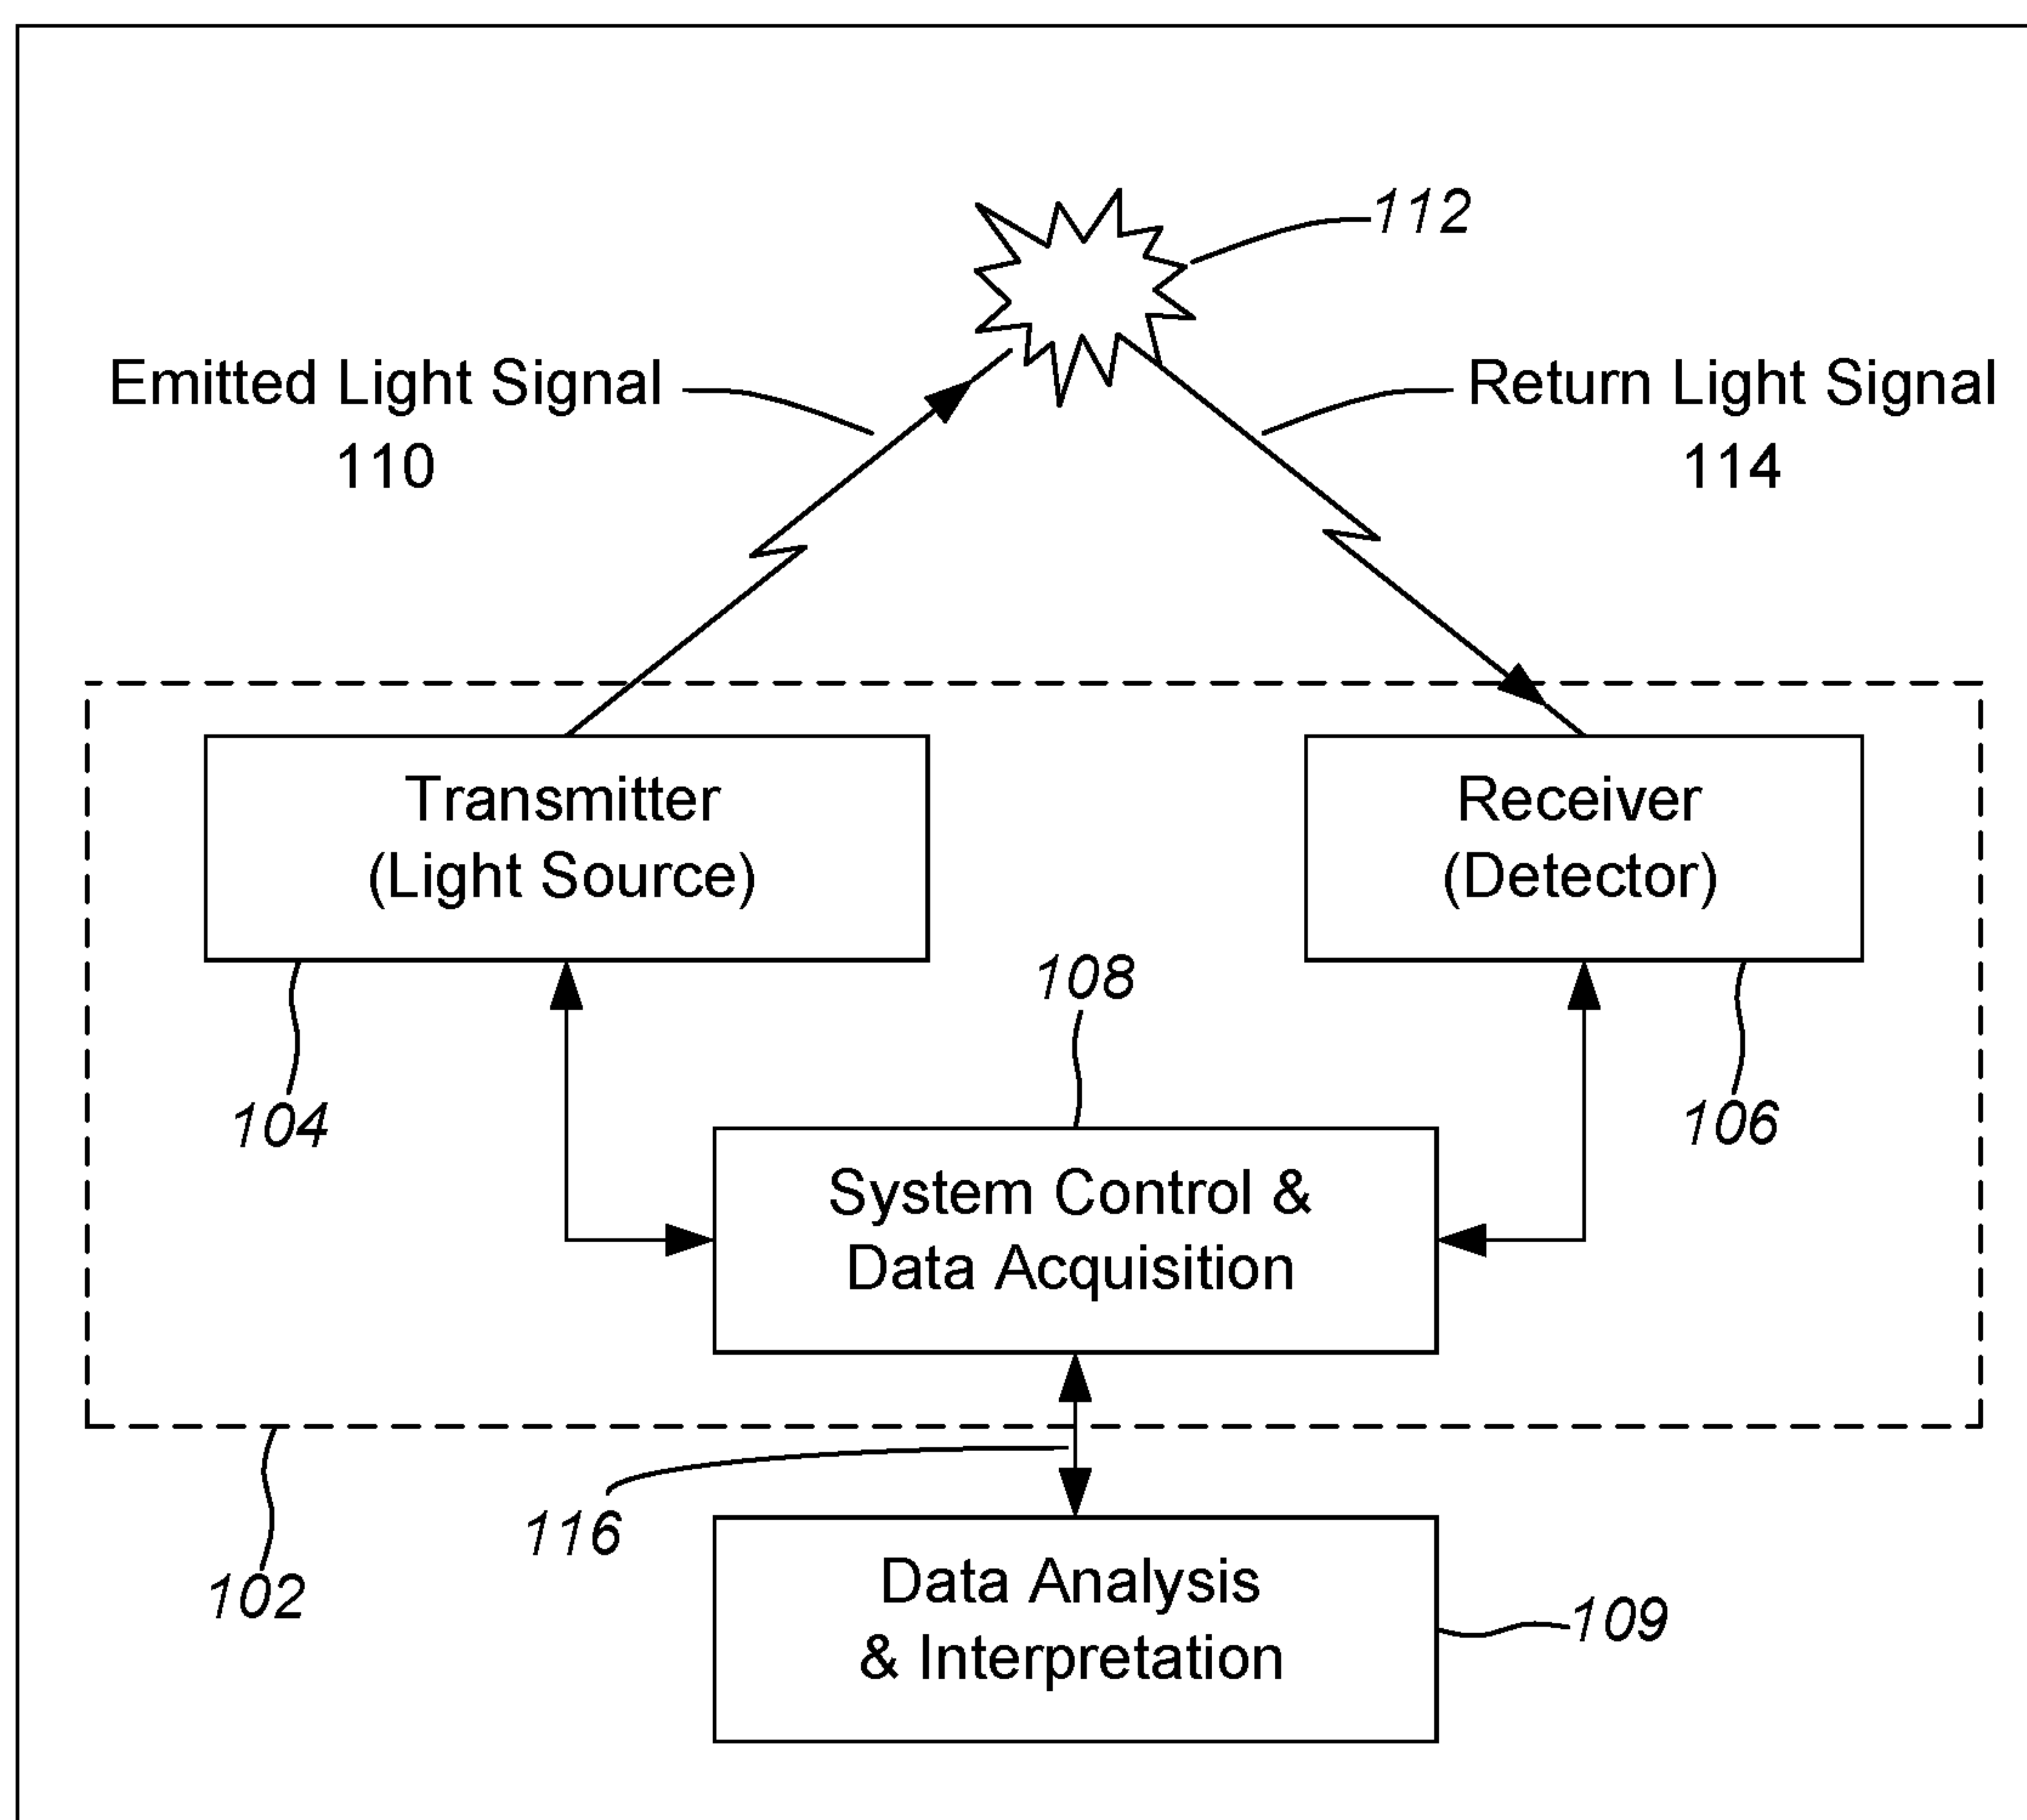 112
Emitted Light Signal
110
Return Light Signal
114
Transmitter
(Light Source)
Receiver
(Detector)
108
104
106
System Control &
Data Acquisition
116
102
Data Analysis
& Interpretation
109